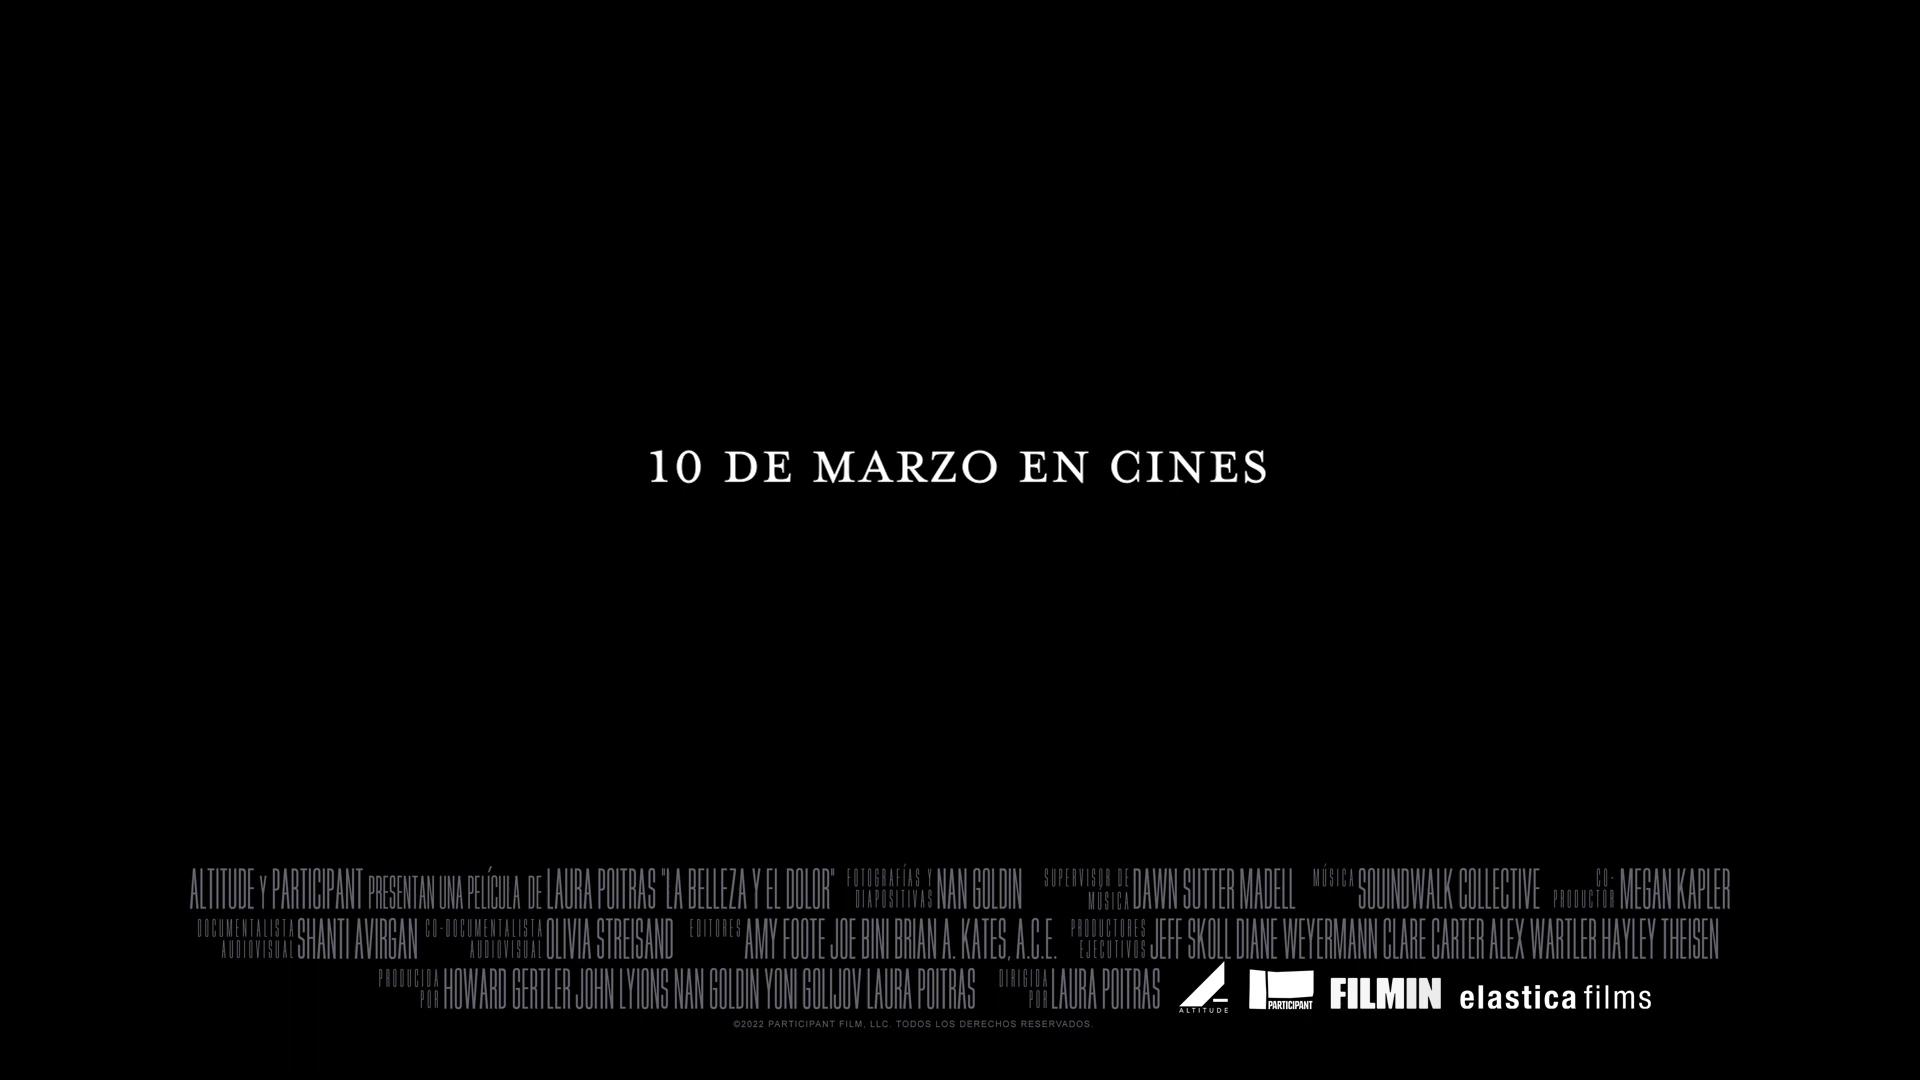 10 DE MARZO EN CINES
ALTITUDE Y PARTICIPANT PRESENTAN UNA PELÍCULA DE LAURA POITRAS "LA BELLEZA Y EL DOLOR" FOTOGRAFÍAS Y DIAPOSITIVAS NAN GOLDIN SUPERVISOR DE MÚSICA DAWN SUTTER MADELL MÚSICA SOUNDWALK COLLECTIVE CO-PRODUCTOR MEGAN KAPLER
DOCUMENTALISTA AUDIOVISUAL SHANTI AVIRGAN CO-DOCUMENTALISTA AUDIOVISUAL OLIVIA STREISAND EDITORES AMY FOOTE JOE BINI BRIAN A. KATES, A.C.E. PRODUCTORES EJECUTIVOS JEFF SKOLL DIANE WEYERMANN CLARE CARTER ALEX WARTLER HAYLEY THEISEN
PRODUCIDA POR HOWARD GERTLER JOHN LYIONS NAN GOLDIN YONI GOLIJOV LAURA POITRAS DIRIGIDA POR LAURA POITRAS ALTITUDE PARTICIPANT FILMIN elastica films
©2022 PARTICIPANT FILM, LLC. TODOS LOS DERECHOS RESERVADOS.